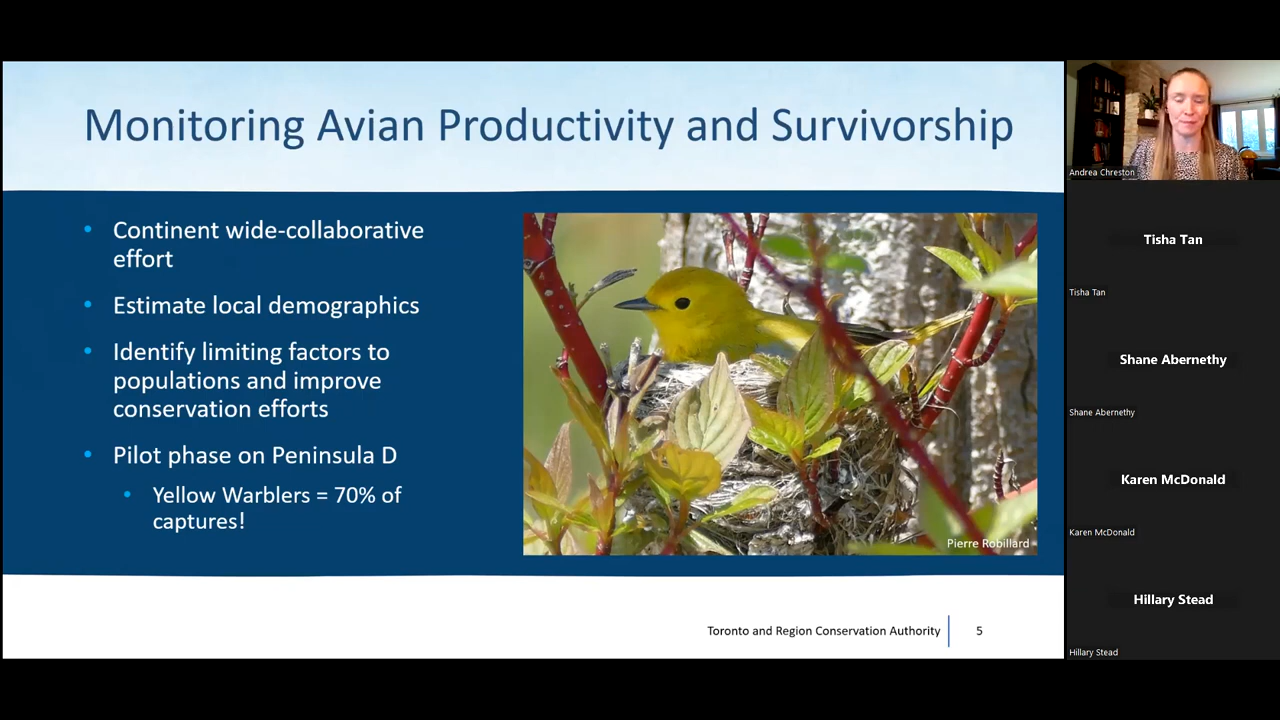 Monitoring Avian Productivity and Survivorship
• Continent wide-collaborative
effort
• Estimate local demographics
• Identify limiting factors to
populations and improve
conservation efforts
• Pilot phase on Peninsula D
• Yellow Warblers = 70% of
captures!
Pierre Robillard
Toronto and Region Conservation Authority
5
Andrea Chreston
Tisha Tan
Tisha Tan
Shane Abernethy
Shane Abernethy
Karen McDonald
Karen McDonald
Hillary Stead
Hillary Stead